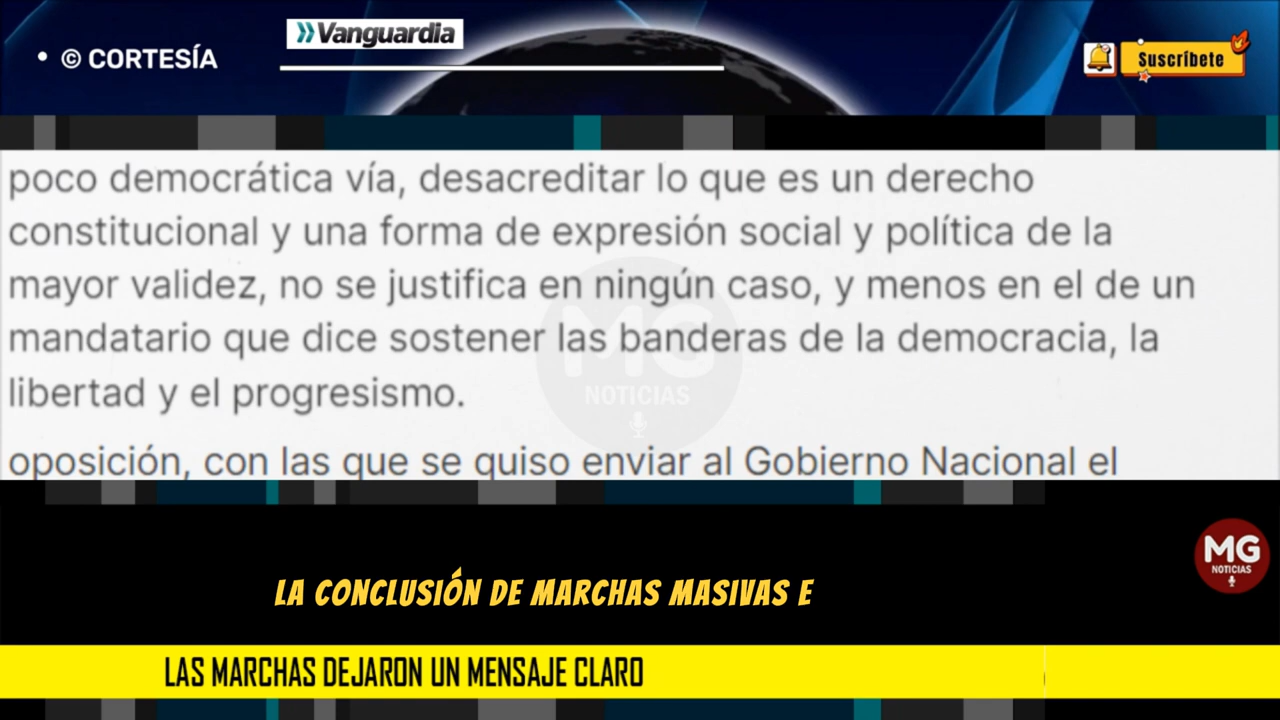 © CORTESÍA
Vanguardia
Suscríbete
poco democrática vía, desacreditar lo que es un derecho
constitucional y una forma de expresión social y política de la
mayor validez, no se justifica en ningún caso, y menos en el de un
mandatario que dice sostener las banderas de la democracia, la
libertad y el progresismo.
oposición, con las que se quiso enviar al Gobierno Nacional el
MG
NOTICIAS
MG
NOTICIAS
LA CONCLUSIÓN DE MARCHAS MASIVAS E
LAS MARCHAS DEJARON UN MENSAJE CLARO